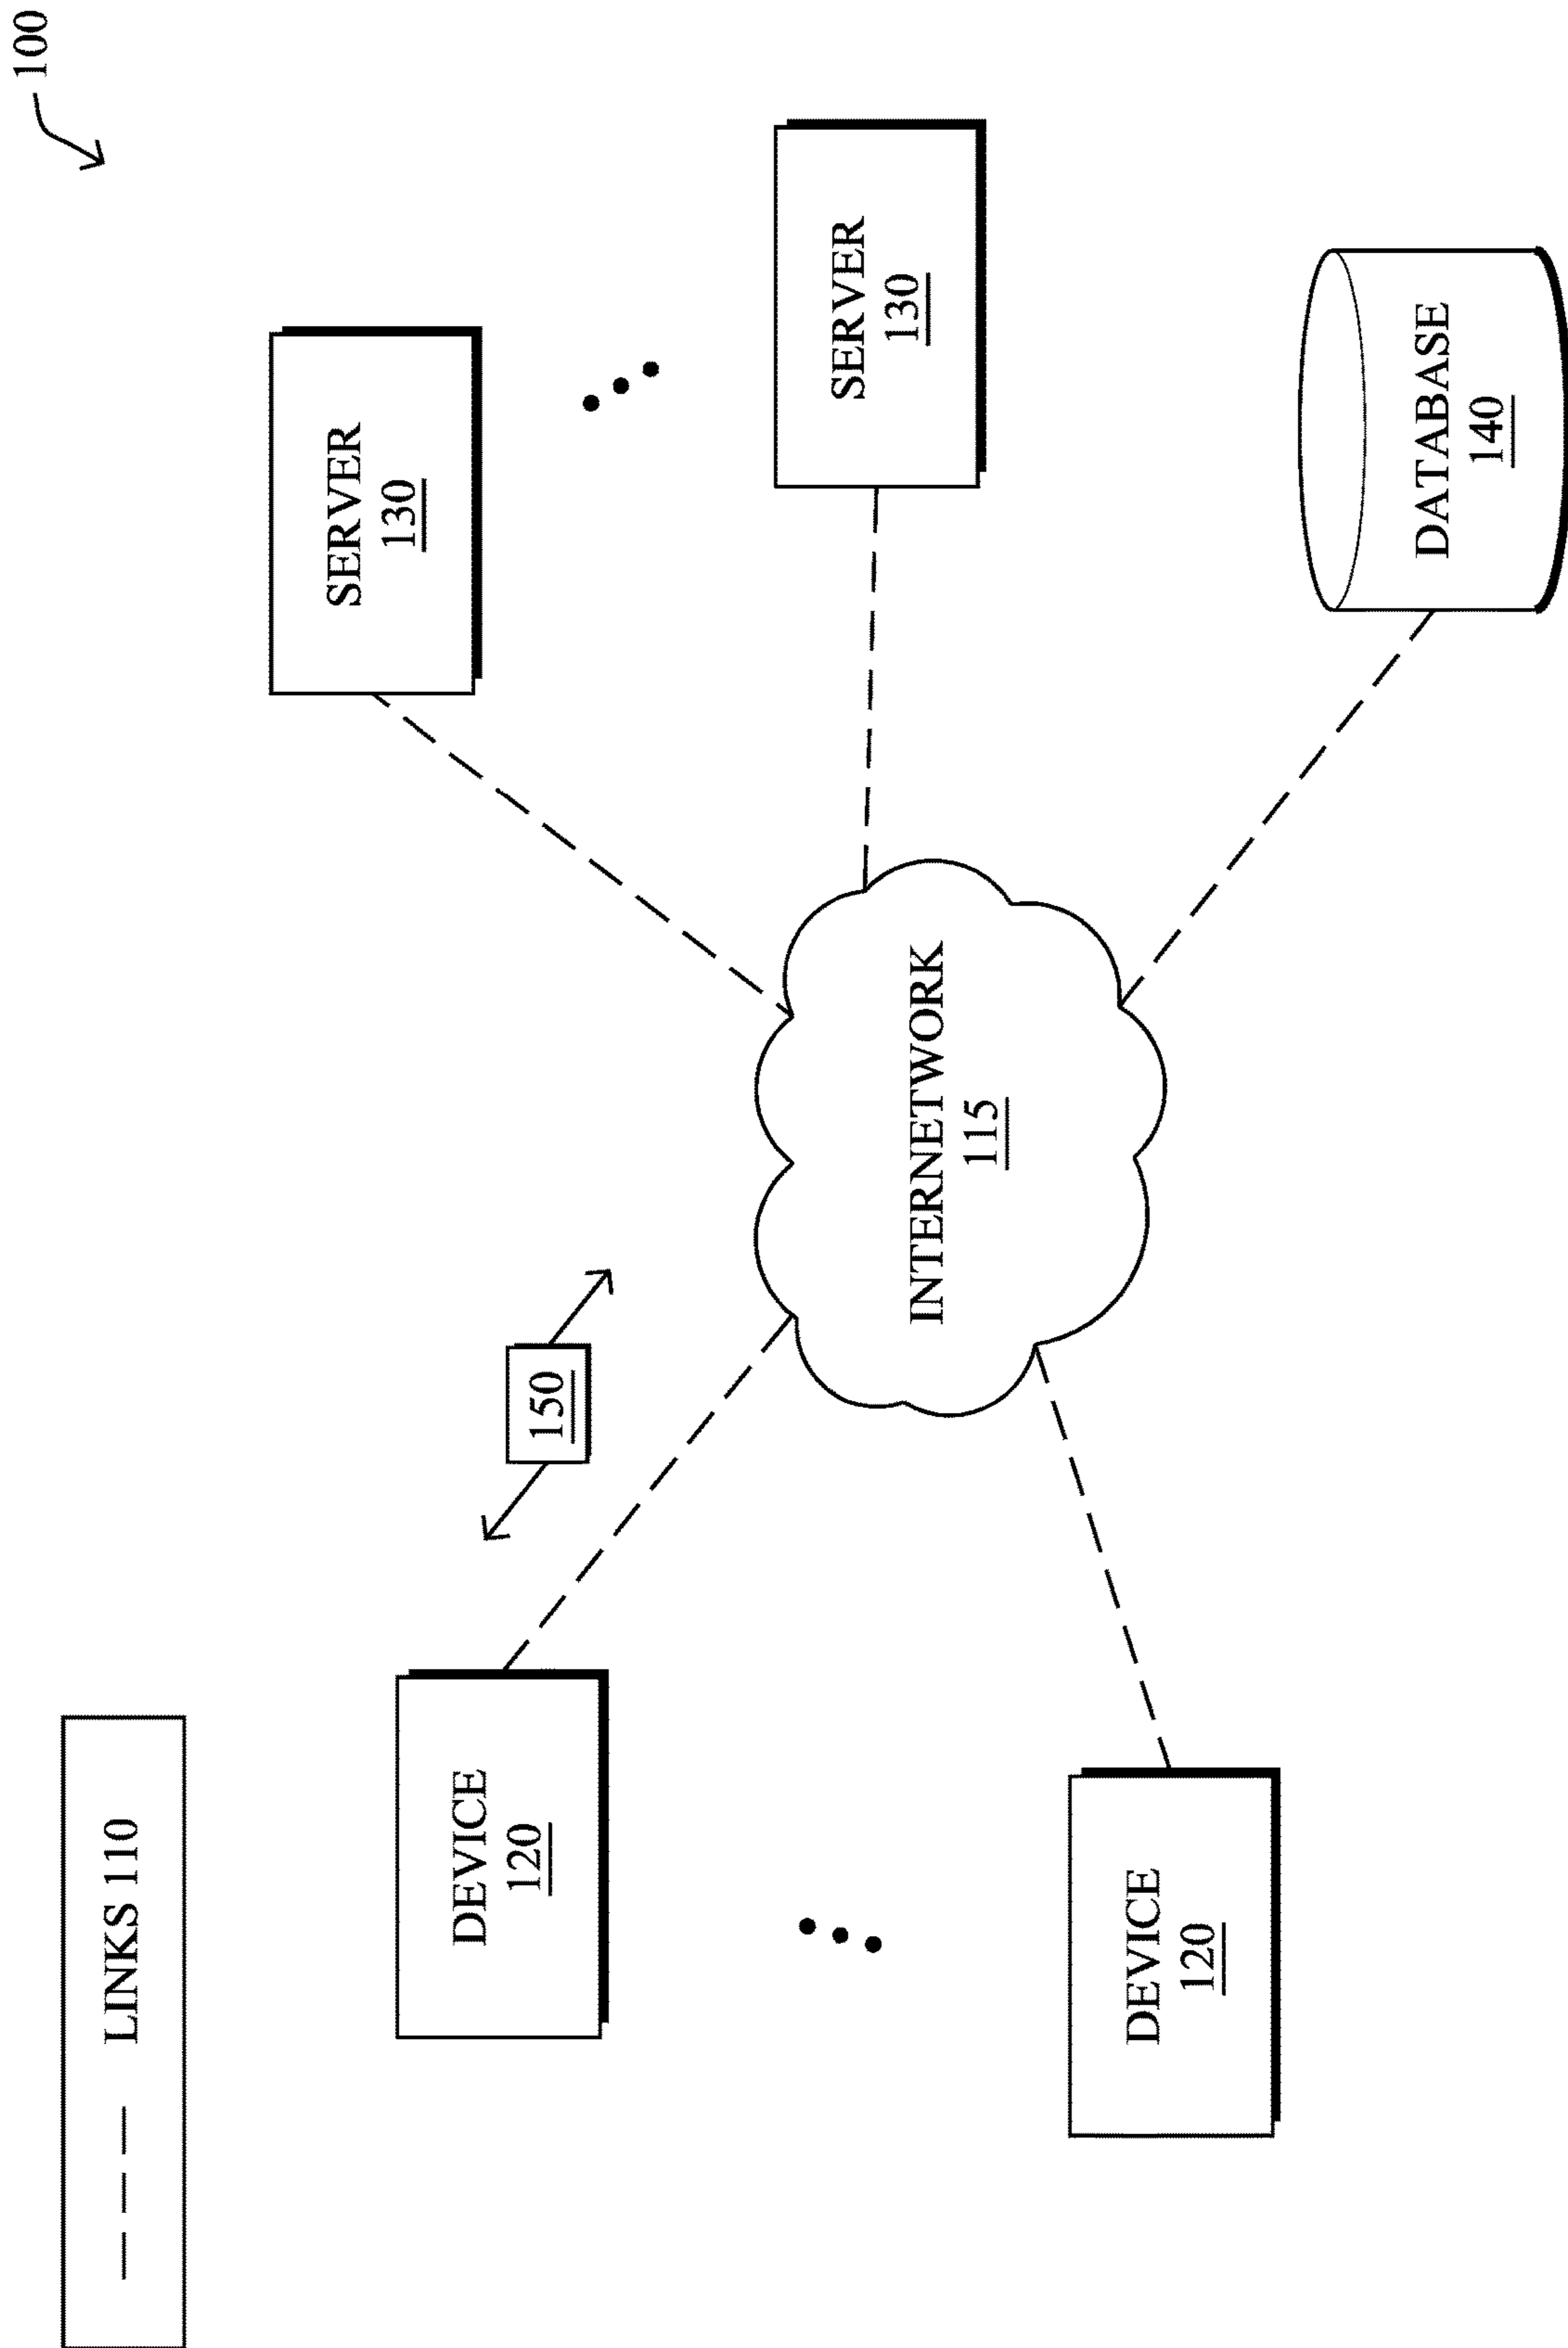 100
LINKS 110
SERVER
130
DEVICE
120
150
SERVER
130
INTERNETWORK
115
DEVICE
120
DATABASE
140